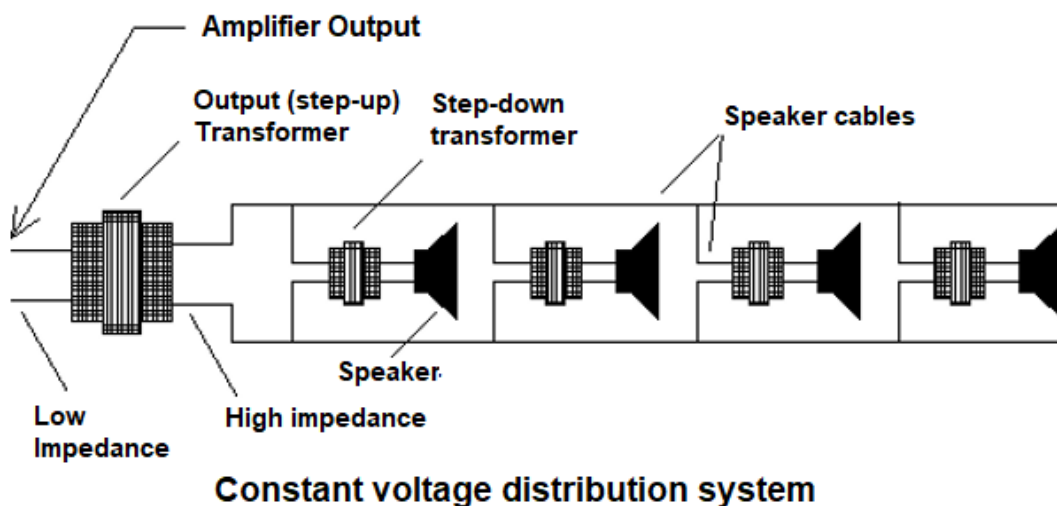 Amplifier Output
Output (step-up)
Transformer
Step-down
transformer
Speaker cables
Speaker
Low
Impedance
High impedance
Constant voltage distribution system